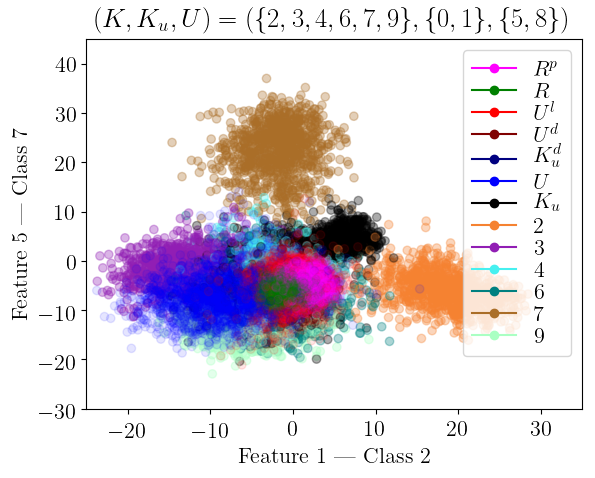 (K, K_u, U) = ({2, 3, 4, 6, 7, 9}, {0, 1}, {5, 8})
40
30
20
10
0
−10
−20
−30
Feature 5 — Class 7
−20 −10 0 10 20 30
Feature 1 — Class 2
R^p
R
U^l
U^d
K_u^d
U
K_u
2
3
4
6
7
9